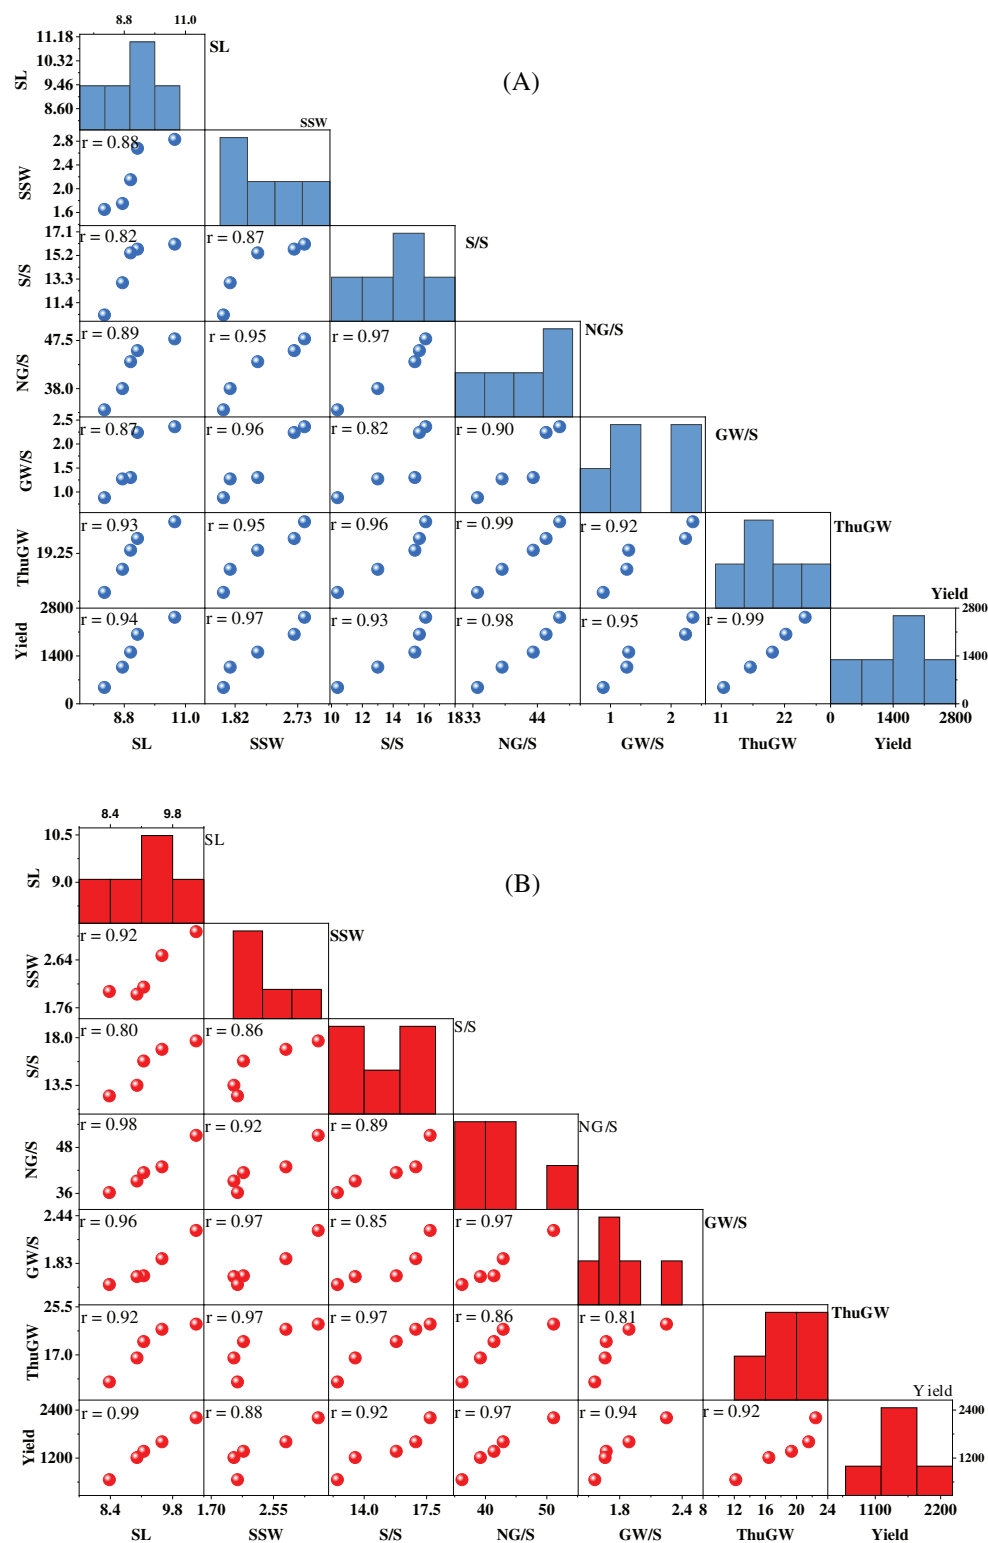 8.8 11.0
11.18
10.32
9.46
8.60
SL
SL
(A)
SSW
2.8
2.4
2.0
1.6
SSW
r = 0.88
17.1
15.2
13.3
11.4
S/S
r = 0.82 r = 0.87
S/S
47.5
38.0
NG/S
r = 0.89 r = 0.95 r = 0.97
NG/S
2.5
2.0
1.5
1.0
GW/S
r = 0.87 r = 0.96 r = 0.82 r = 0.90
GW/S
19.25
ThuGW
r = 0.93 r = 0.95 r = 0.96 r = 0.99 r = 0.92
ThuGW
Yield
2800
1400
0
Yield
r = 0.94 r = 0.97 r = 0.93 r = 0.98 r = 0.95 r = 0.99
2800
1400
0
8.8 11.0 1.82 2.73 10 12 14 16 1833 44 1 2 11 22 0 1400 2800
SL SSW S/S NG/S GW/S ThuGW Yield
8.4 9.8
10.5
9.0
SL
SL
(B)
2.64
1.76
SSW
r = 0.92
SSW
18.0
13.5
S/S
r = 0.80 r = 0.86
S/S
48
36
NG/S
r = 0.98 r = 0.92 r = 0.89
NG/S
2.44
1.83
GW/S
r = 0.96 r = 0.97 r = 0.85 r = 0.97
GW/S
25.5
17.0
ThuGW
r = 0.92 r = 0.97 r = 0.97 r = 0.86 r = 0.81
ThuGW
Yield
2400
1200
Yield
r = 0.99 r = 0.88 r = 0.92 r = 0.97 r = 0.94 r = 0.92
2400
1200
8.4 9.8 1.70 2.55 14.0 17.5 40 50 1.8 2.4 8 12 16 20 24 1100 2200
SL SSW S/S NG/S GW/S ThuGW Yield